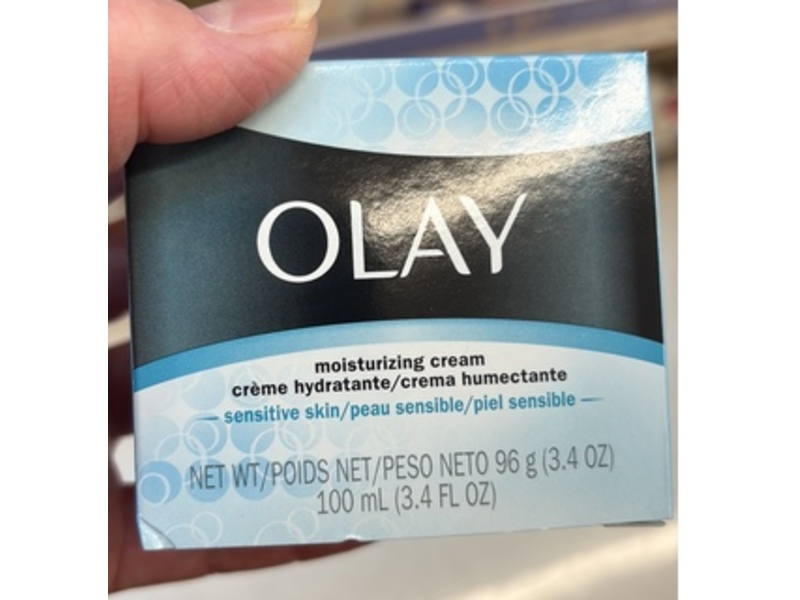 OLAY
moisturizing cream
crème hydratante/crema humectante
sensitive skin/peau sensible/piel sensible
NET WT/POIDS NET/PESO NETO 96 g (3.4 OZ)
100 mL (3.4 FL OZ)